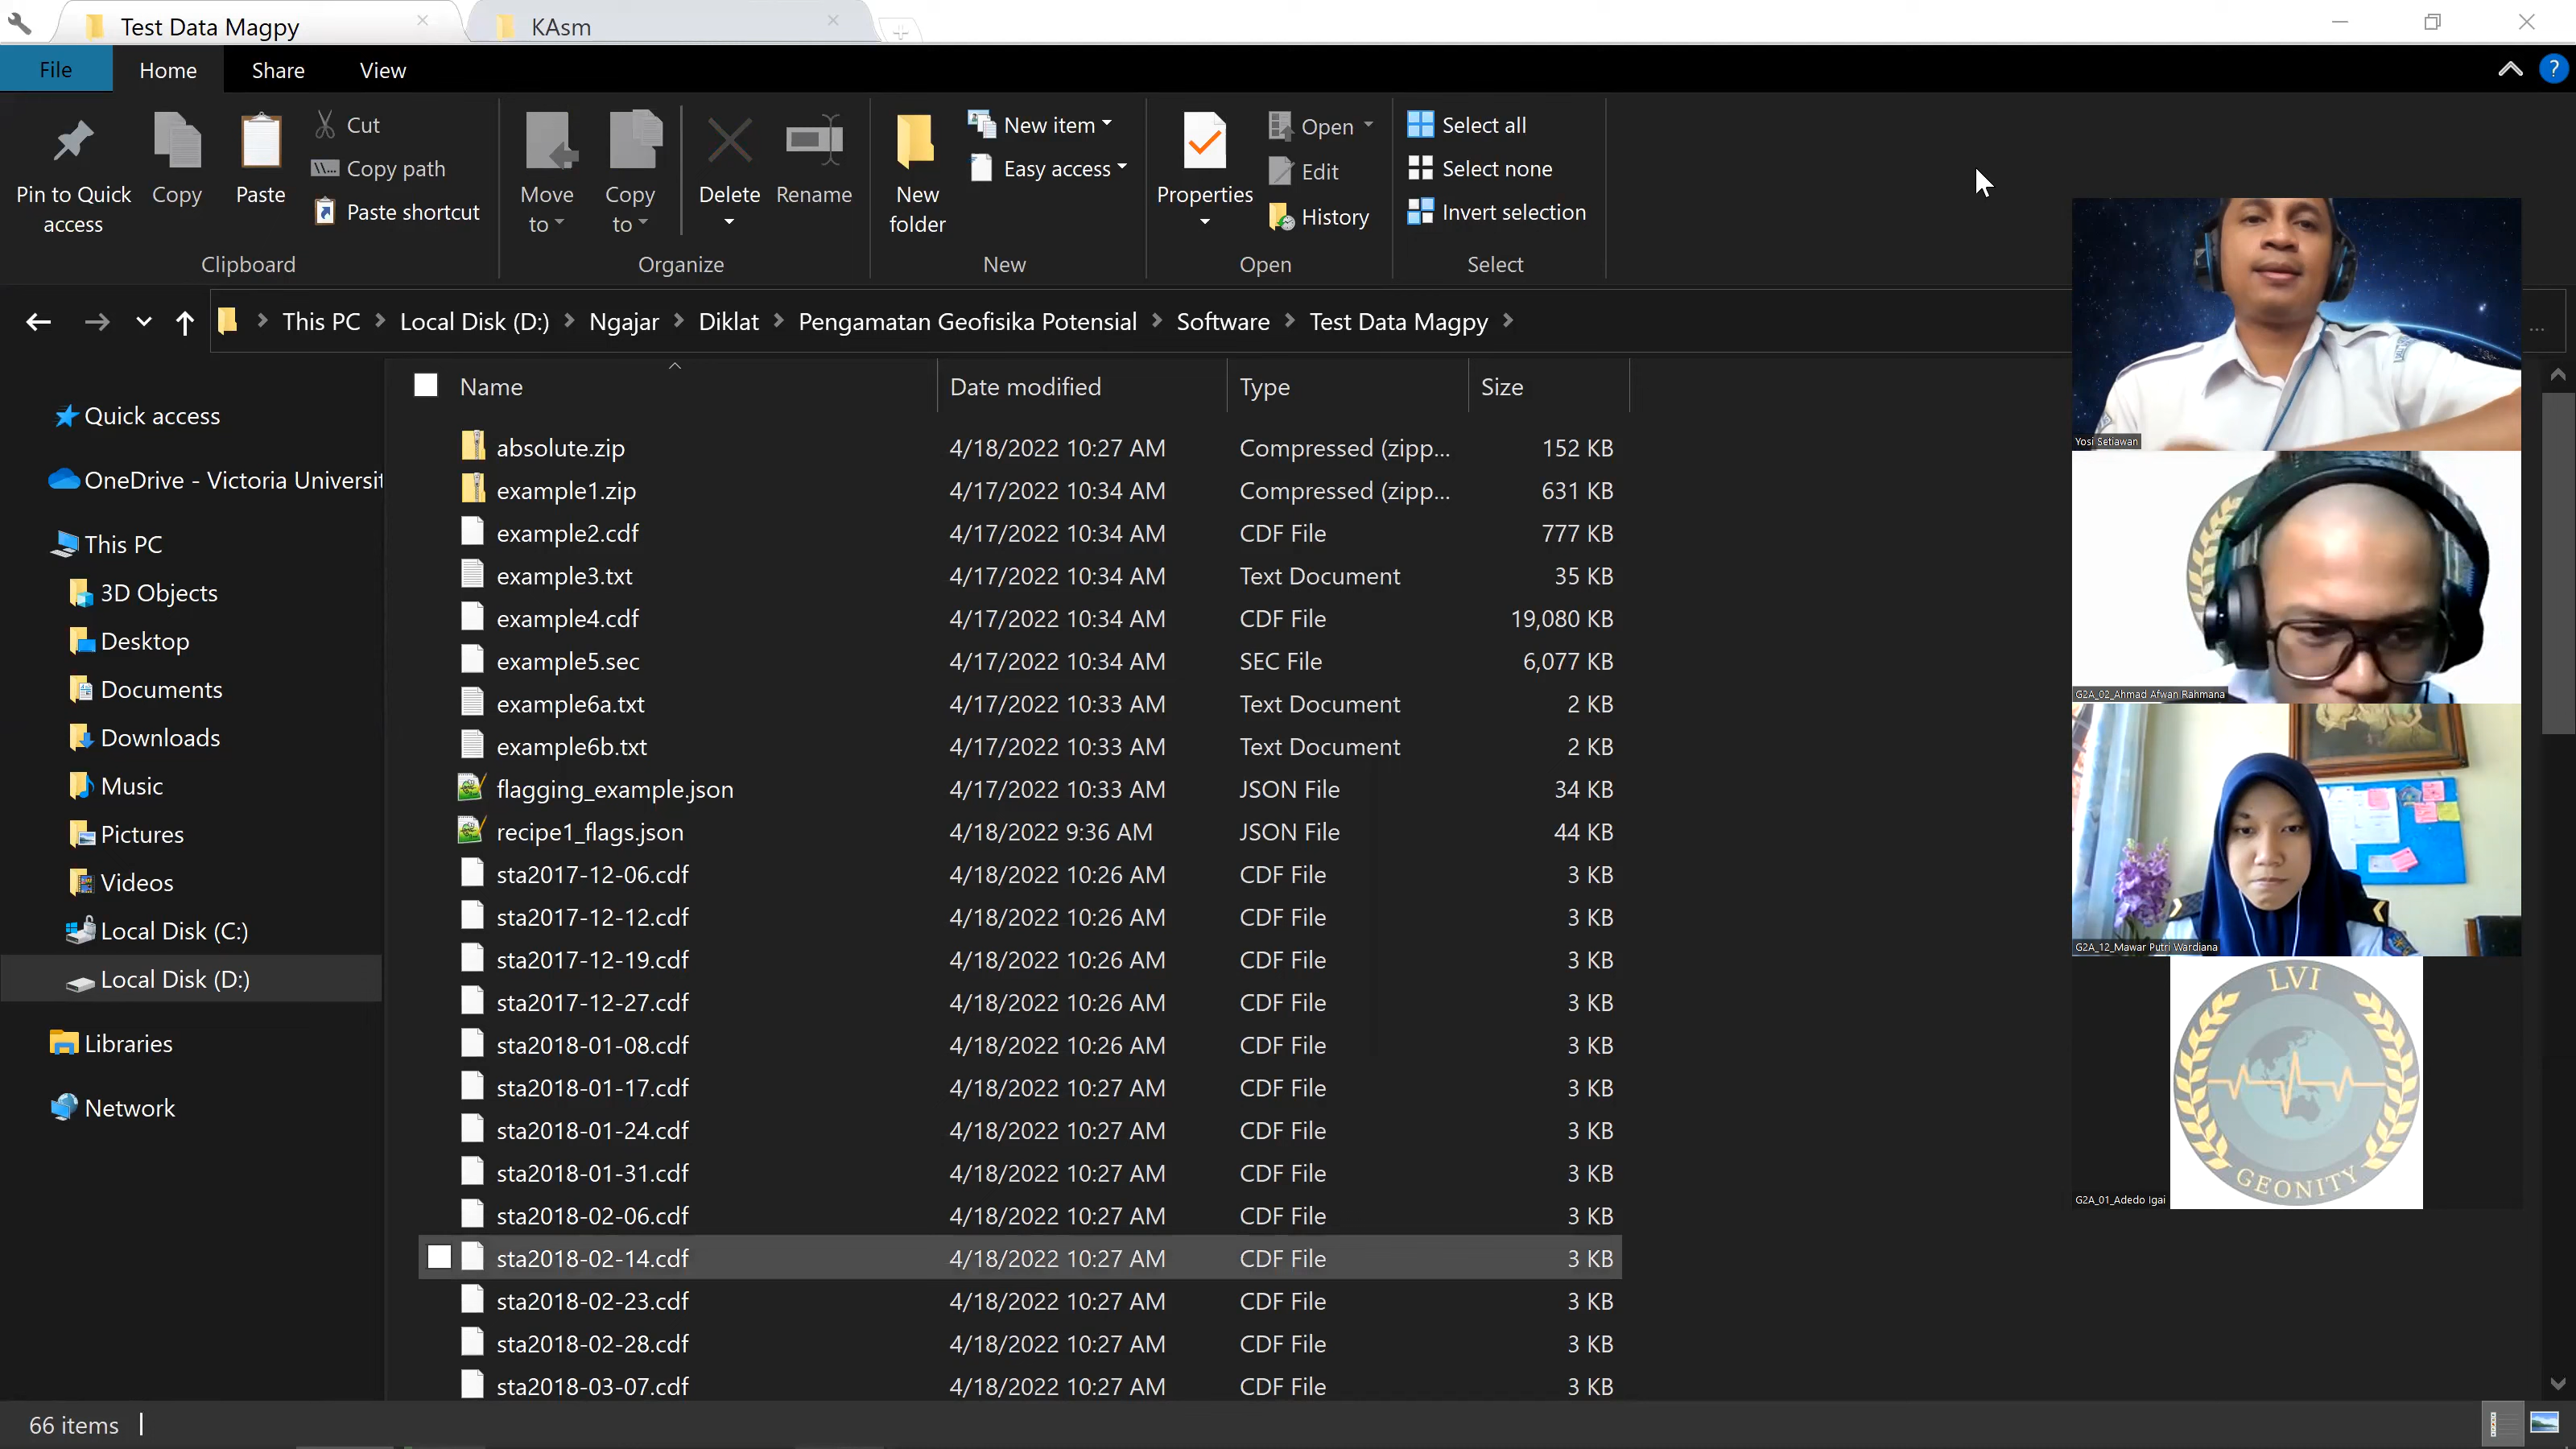 Test Data Magpy
KAsm
File
Home
Share
View
?
Pin to Quick
access
Copy
Paste
Cut
Copy path
Paste shortcut
Clipboard
Move
to
Copy
to
Delete
Rename
Organize
New
folder
New item
Easy access
New
Properties
Open
Edit
History
Open
Select all
Select none
Invert selection
Select
This PC
Local Disk (D:)
Ngajar
Diklat
Pengamatan Geofisika Potensial
Software
Test Data Magpy
...
Quick access
OneDrive - Victoria Universit
This PC
3D Objects
Desktop
Documents
Downloads
Music
Pictures
Videos
Local Disk (C:)
Local Disk (D:)
Libraries
Network
Name Date modified Type Size
absolute.zip 4/18/2022 10:27 AM Compressed (zipp... 152 KB
example1.zip 4/17/2022 10:34 AM Compressed (zipp... 631 KB
example2.cdf 4/17/2022 10:34 AM CDF File 777 KB
example3.txt 4/17/2022 10:34 AM Text Document 35 KB
example4.cdf 4/17/2022 10:34 AM CDF File 19,080 KB
example5.sec 4/17/2022 10:34 AM SEC File 6,077 KB
example6a.txt 4/17/2022 10:33 AM Text Document 2 KB
example6b.txt 4/17/2022 10:33 AM Text Document 2 KB
flagging_example.json 4/17/2022 10:33 AM JSON File 34 KB
recipe1_flags.json 4/18/2022 9:36 AM JSON File 44 KB
sta2017-12-06.cdf 4/18/2022 10:26 AM CDF File 3 KB
sta2017-12-12.cdf 4/18/2022 10:26 AM CDF File 3 KB
sta2017-12-19.cdf 4/18/2022 10:26 AM CDF File 3 KB
sta2017-12-27.cdf 4/18/2022 10:26 AM CDF File 3 KB
sta2018-01-08.cdf 4/18/2022 10:26 AM CDF File 3 KB
sta2018-01-17.cdf 4/18/2022 10:27 AM CDF File 3 KB
sta2018-01-24.cdf 4/18/2022 10:27 AM CDF File 3 KB
sta2018-01-31.cdf 4/18/2022 10:27 AM CDF File 3 KB
sta2018-02-06.cdf 4/18/2022 10:27 AM CDF File 3 KB
sta2018-02-14.cdf 4/18/2022 10:27 AM CDF File 3 KB
sta2018-02-23.cdf 4/18/2022 10:27 AM CDF File 3 KB
sta2018-02-28.cdf 4/18/2022 10:27 AM CDF File 3 KB
sta2018-03-07.cdf 4/18/2022 10:27 AM CDF File 3 KB
66 items
Yosi Setiawan
G2A_02_Ahmad Afwan Rahmana
G2A_12_Mawar Putri Wardiana
LVI
GEONITY
G2A_01_Adedo Igai